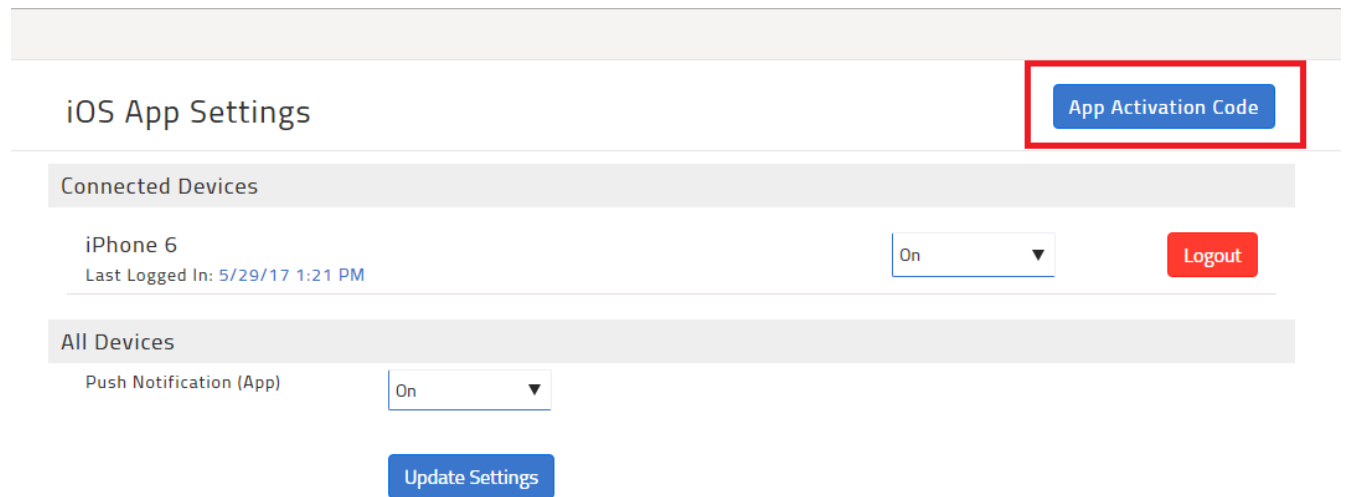 iOS App Settings
App Activation Code
Connected Devices
iPhone 6
Last Logged In: 5/29/17 1:21 PM
On
Logout
All Devices
Push Notification (App)
On
Update Settings